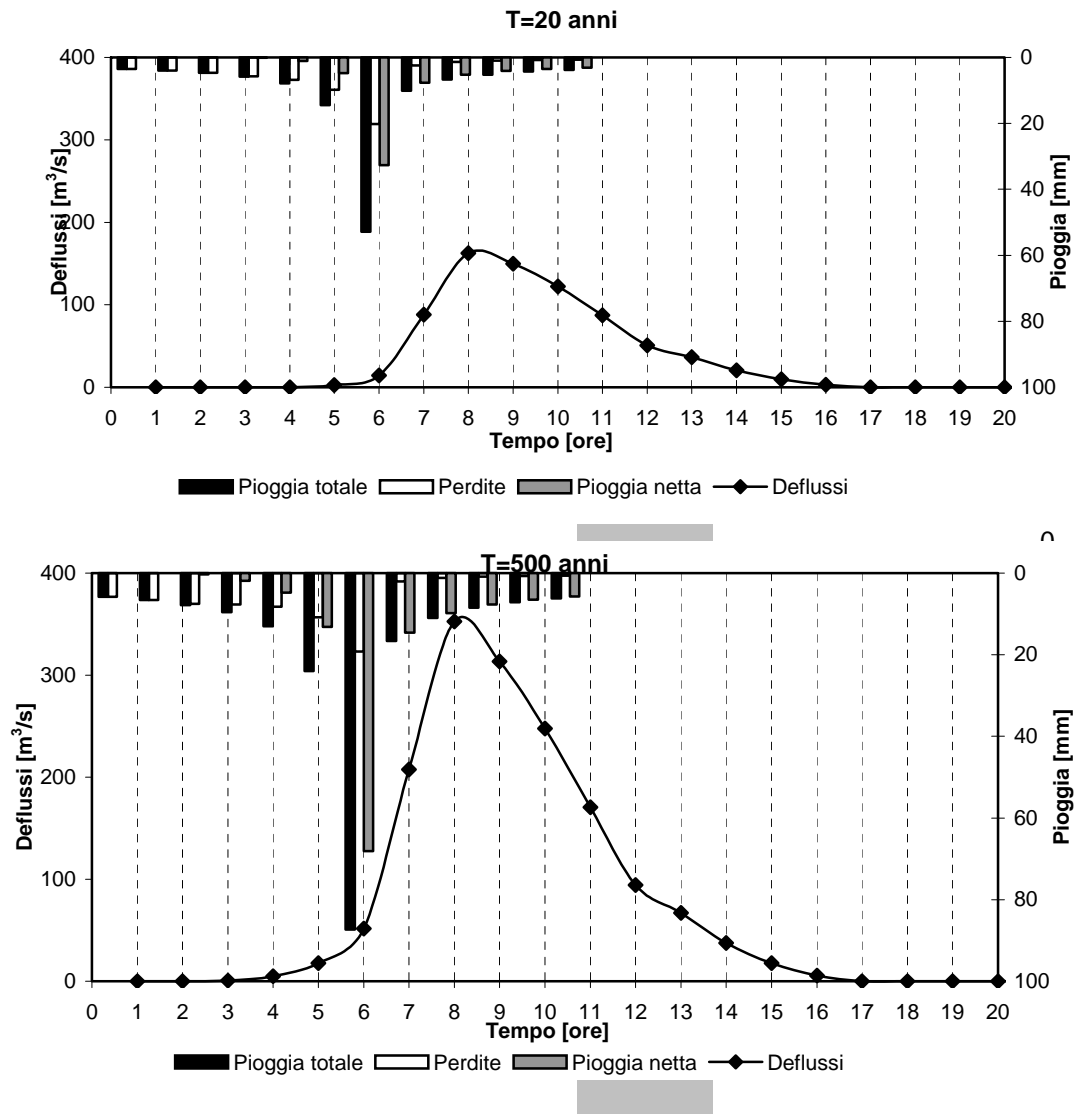 T=20 anni
400
300
200
100
0
Deflussi [m³/s]
0
20
40
60
80
100
Pioggia [mm]
0 1 2 3 4 5 6 7 8 9 10 11 12 13 14 15 16 17 18 19 20
Tempo [ore]
Pioggia totale Perdite Pioggia netta Deflussi
0
T=500 anni
400
300
200
100
0
Deflussi [m³/s]
0
20
40
60
80
100
Pioggia [mm]
0 1 2 3 4 5 6 7 8 9 10 11 12 13 14 15 16 17 18 19 20
Tempo [ore]
Pioggia totale Perdite Pioggia netta Deflussi